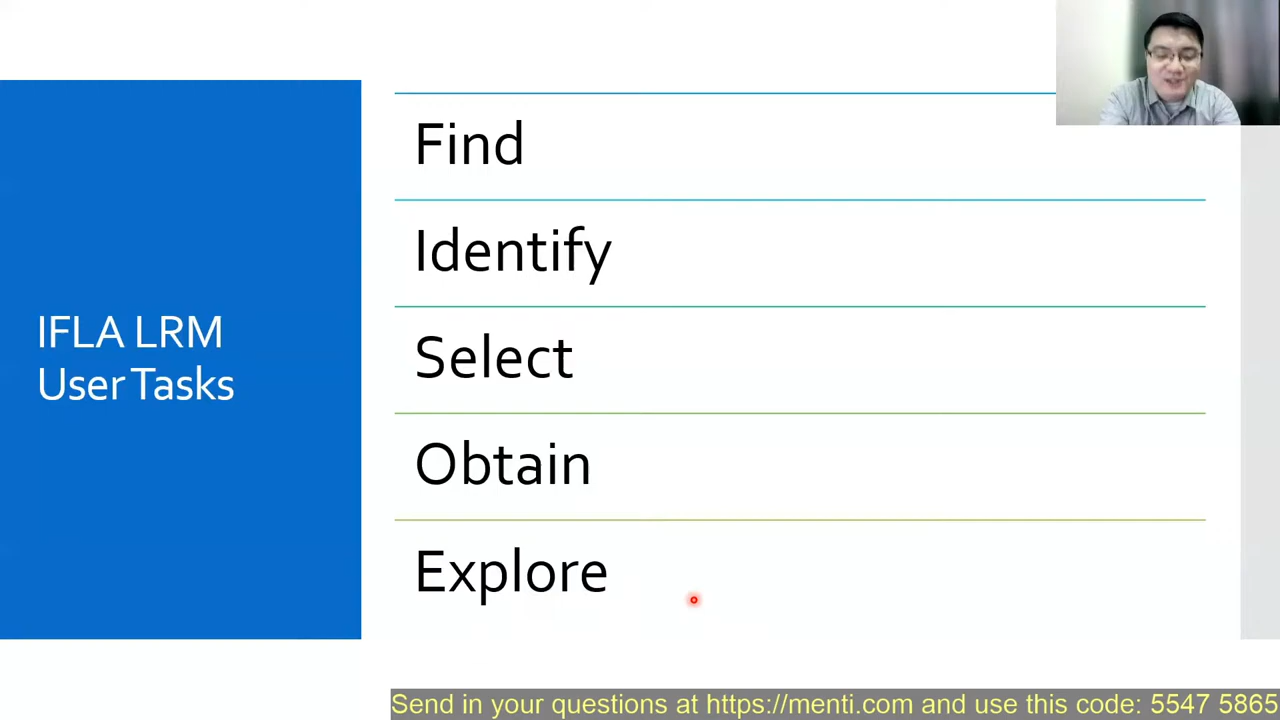 IFLA LRM
User Tasks
Find
Identify
Select
Obtain
Explore
Send in your questions at https://menti.com and use this code: 5547 5865